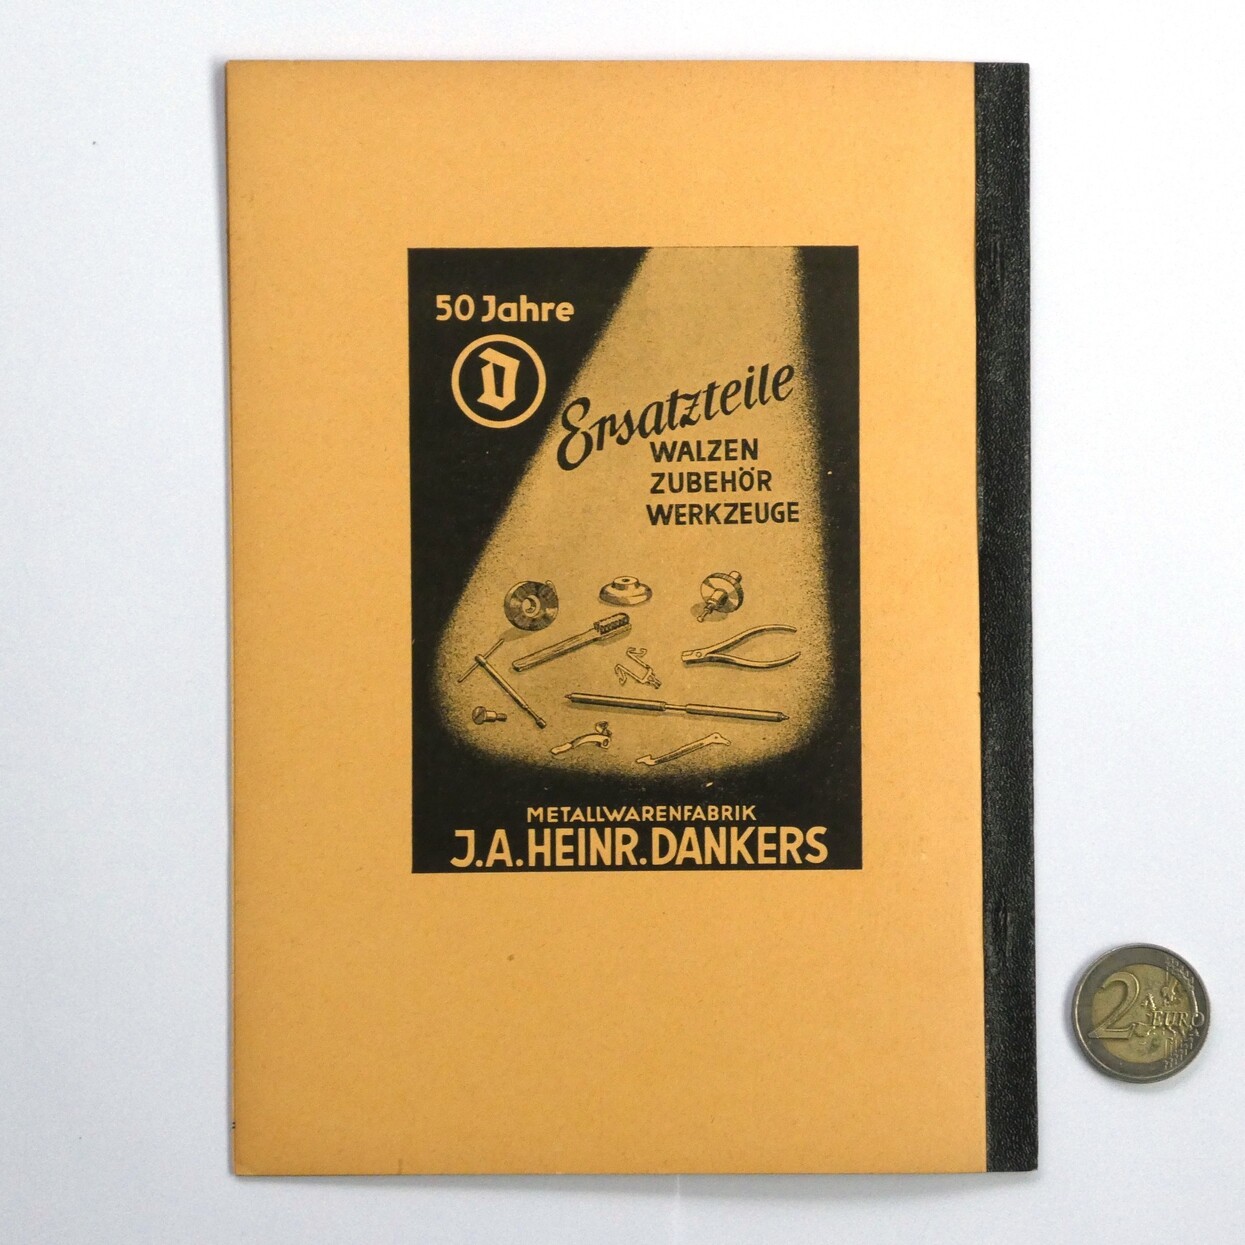 50 Jahre
D
Ersatzteile
WALZEN
ZUBEHÖR
WERKZEUGE
METALLWARENFABRIK
J.A.HEINR.DANKERS
2 EURO